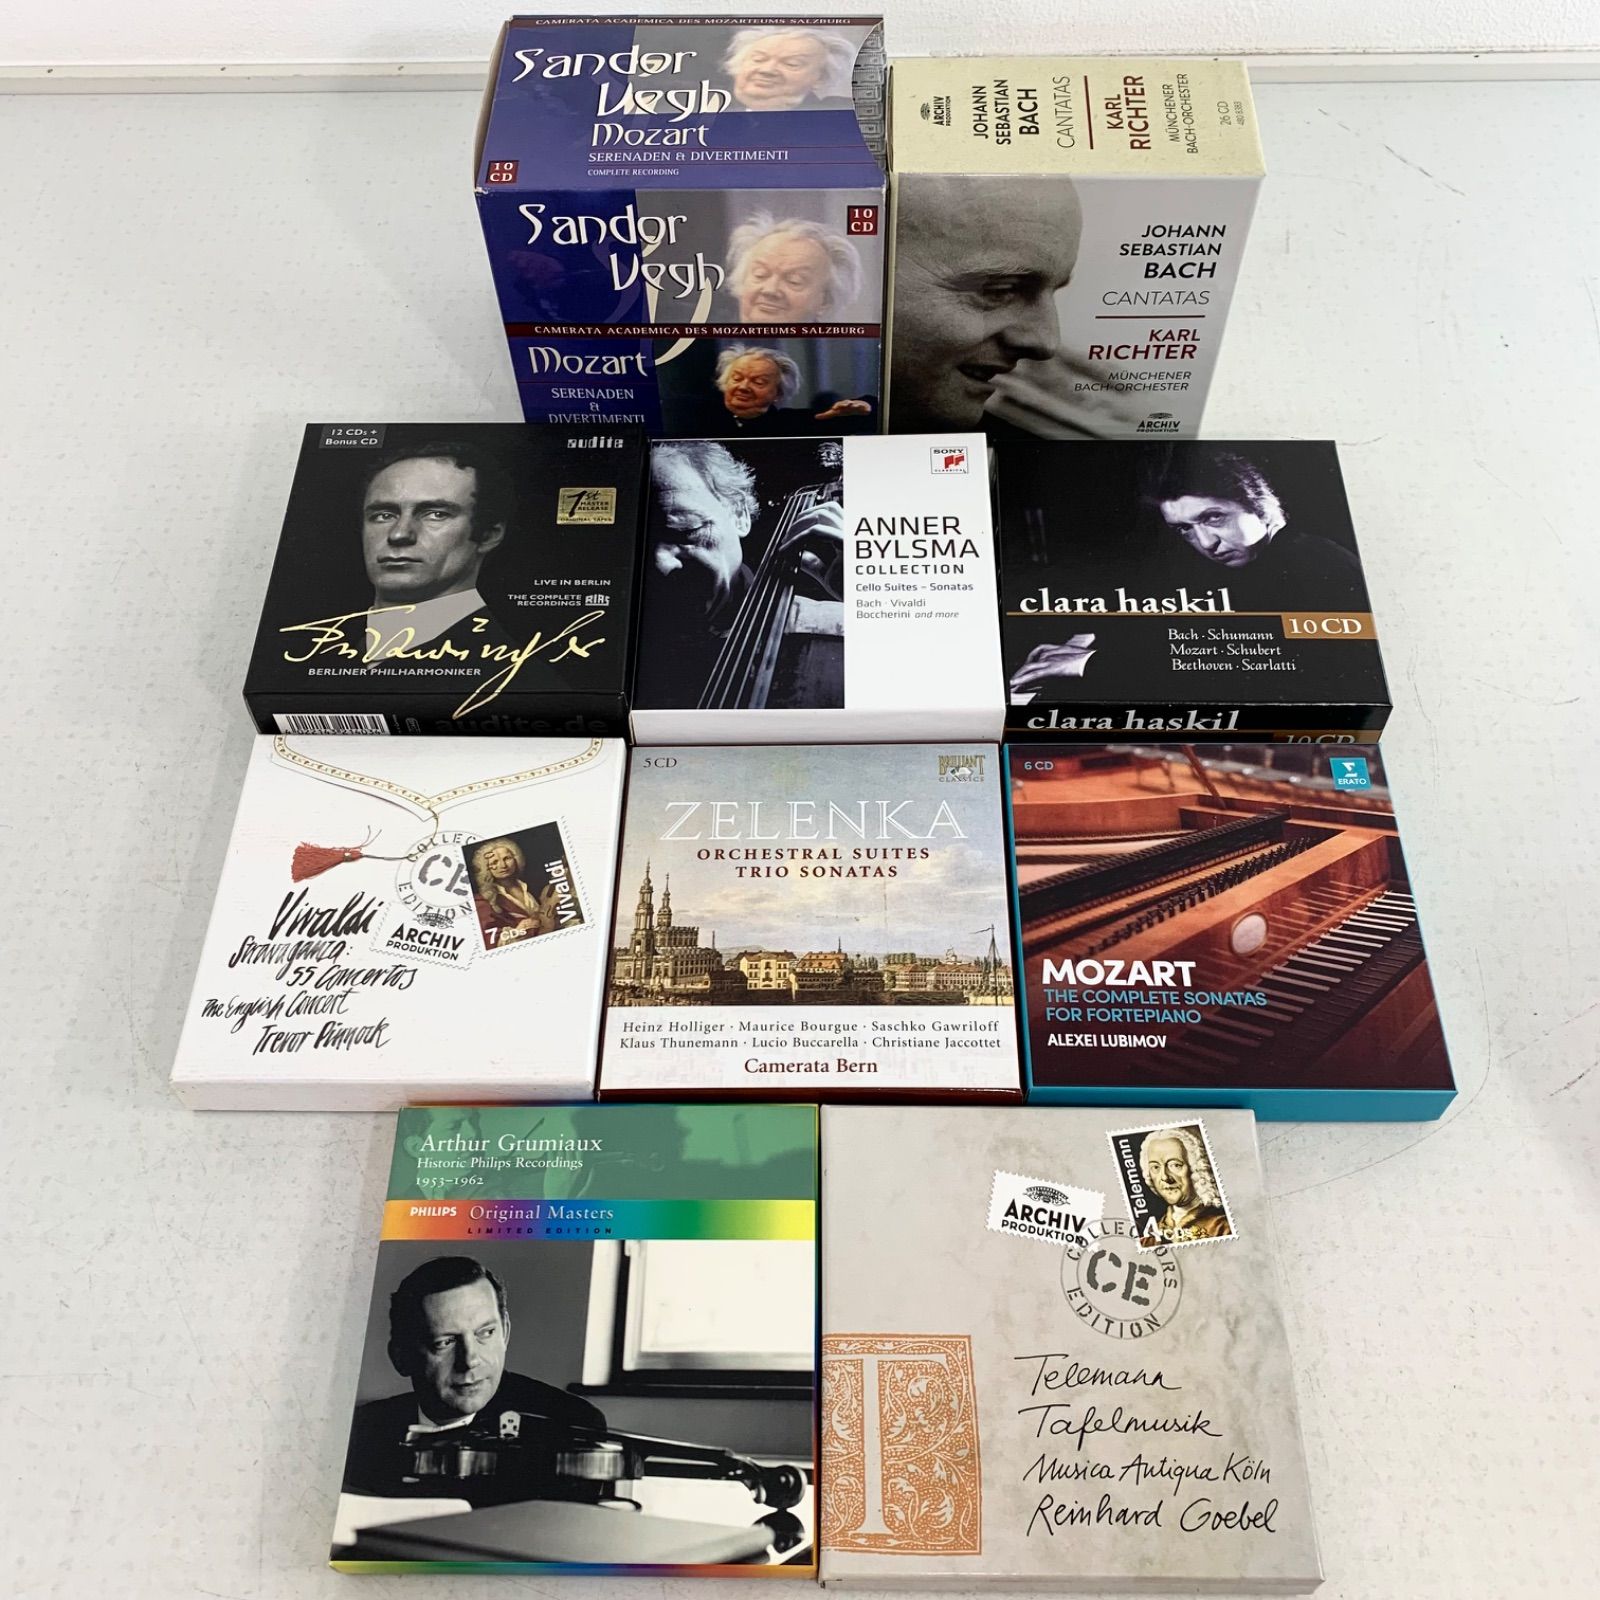 CAMERATA ACADEMICA DES MOZARTEUMS SALZBURG
Sandor
Vegh
Mozart
SERENADEN & DIVERTIMENTI
COMPLETE RECORDING
10
CD
Sandor
Vegh
10
CD
CAMERATA ACADEMICA DES MOZARTEUMS SALZBURG
Mozart
SERENADEN
&
DIVERTIMENTI
ARCHIV
PRODUKTION
JOHANN
SEBASTIAN
BACH
CANTATAS
KARL
RICHTER
MÜNCHENER
BACH-ORCHESTER
26 CD
480 8383
JOHANN
SEBASTIAN
BACH
CANTATAS
KARL
RICHTER
MÜNCHENER
BACH-ORCHESTER
ARCHIV
PRODUKTION
12 CDs +
Bonus CD
audite
1st
MASTER
RELEASE
ORIGINAL TAPES
LIVE IN BERLIN
THE COMPLETE
RECORDINGS RIAS
BERLINER PHILHARMONIKER
audite.de
SONY
CLASSICAL
ANNER
BYLSMA
COLLECTION
Cello Suites – Sonatas
Bach · Vivaldi
Boccherini and more
clara haskil
10 CD
Bach · Schumann
Mozart · Schubert
Beethoven · Scarlatti
clara haskil
10 CD
COLLEC
CE
EDITION
Vivaldi
7 CDs
ARCHIV
PRODUKTION
Vivaldi
Stravaganza:
55 Concertos
The English Concert
Trevor Pinnock
5 CD
BRILLIANT
CLASSICS
ZELENKA
ORCHESTRAL SUITES
TRIO SONATAS
Heinz Holliger · Maurice Bourgue · Saschko Gawriloff
Klaus Thunemann · Lucio Buccarella · Christiane Jaccottet
Camerata Bern
6 CD
ERATO
MOZART
THE COMPLETE SONATAS
FOR FORTEPIANO
ALEXEI LUBIMOV
Arthur Grumiaux
Historic Philips Recordings
1953–1962
PHILIPS Original Masters
LIMITED EDITION
Telemann
4 CDs
ARCHIV
PRODUKTION
COLLECTORS
CE
EDITION
T
Telemann
Tafelmusik
Musica Antiqua Köln
Reinhard Goebel